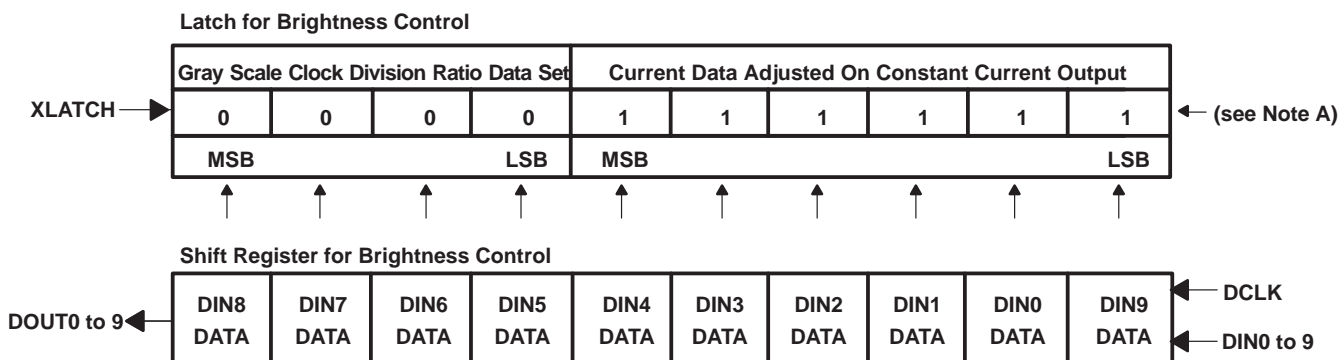 Latch for Brightness Control
Gray Scale Clock Division Ratio Data Set Current Data Adjusted On Constant Current Output
XLATCH 0 0 0 0 1 1 1 1 1 1 (see Note A)
MSB LSB MSB LSB
Shift Register for Brightness Control
DOUT0 to 9 DIN8 DATA DIN7 DATA DIN6 DATA DIN5 DATA DIN4 DATA DIN3 DATA DIN2 DATA DIN1 DATA DIN0 DATA DIN9 DATA DCLK
DIN0 to 9